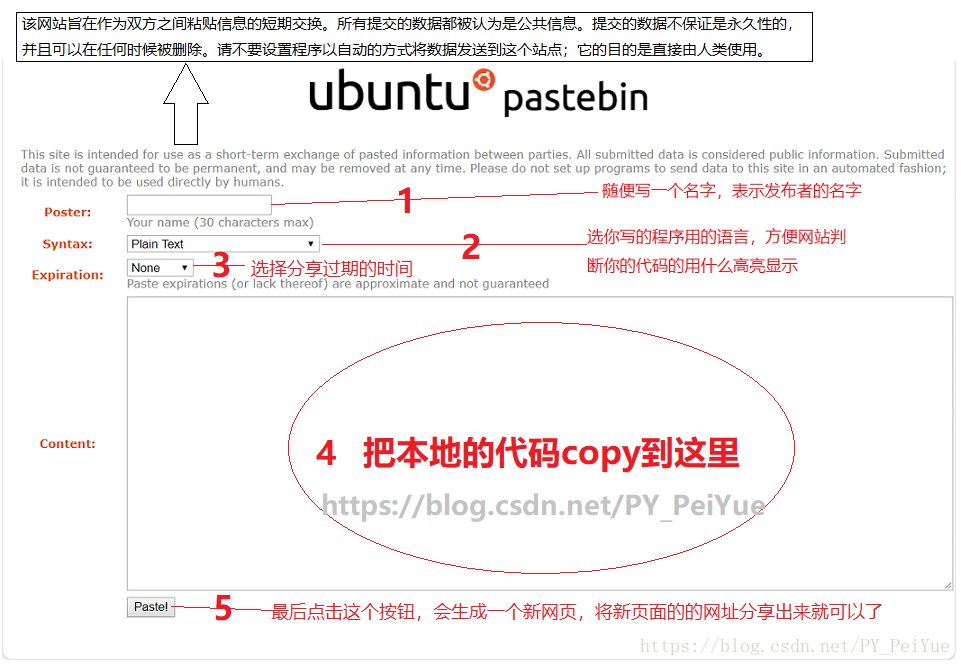 该网站旨在作为双方之间粘贴信息的短期交换。所有提交的数据都被认为是公共信息。提交的数据不保证是永久性的，
并且可以在任何时候被删除。请不要设置程序以自动的方式将数据发送到这个站点；它的目的是直接由人类使用。
ubuntu pastebin
This site is intended for use as a short-term exchange of pasted information between parties. All submitted data is considered public information. Submitted
data is not guaranteed to be permanent, and may be removed at any time. Please do not set up programs to send data to this site in an automated fashion;
it is intended to be used directly by humans.
Poster:
1 随便写一个名字，表示发布者的名字
Your name (30 characters max)
Syntax: Plain Text
2 选你写的程序用的语言，方便网站判
断你的代码的用什么高亮显示
Expiration: None 3 选择分享过期的时间
Paste expirations (or lack thereof) are approximate and not guaranteed
Content:
4 把本地的代码copy到这里
https://blog.csdn.net/PY_PeiYue
Paste! 5 最后点击这个按钮，会生成一个新网页，将新页面的的网址分享出来就可以了
https://blog.csdn.net/PY_PeiYue